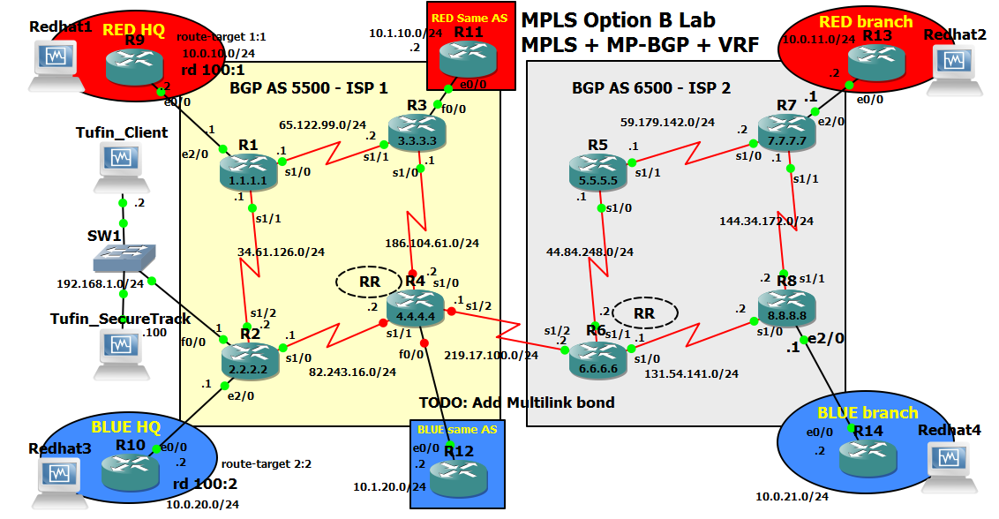 MPLS Option B Lab
MPLS + MP-BGP + VRF
Redhat1
RED HQ
R9
route-target 1:1
10.0.10.0/24
rd 100:1
.2
e0/0
RED Same AS
10.1.10.0/24
.2
R11
e0/0
RED branch
10.0.11.0/24
R13
.2
e0/0
Redhat2
BGP AS 5500 - ISP 1
BGP AS 6500 - ISP 2
Tufin_Client
.2
SW1
192.168.1.0/24
Tufin_SecureTrack
.100
.1
e2/0
R1
1.1.1.1
.1
s1/0
.1
s1/1
65.122.99.0/24
R3
3.3.3.3
f0/0
.2
s1/1
.1
s1/0
34.61.126.0/24
186.104.61.0/24
RR
R4
4.4.4.4
.2
s1/0
.2
s1/1
.1
s1/2
f0/0
s1/2
.2
R2
2.2.2.2
.1
f0/0
.1
s1/0
.1
e2/0
82.243.16.0/24
219.17.100.0/24
R5
5.5.5.5
.1
s1/1
.1
s1/0
59.179.142.0/24
R7
7.7.7.7
.1
e2/0
.2
s1/0
.1
s1/1
44.84.248.0/24
144.34.172.0/24
RR
R6
6.6.6.6
.2
s1/1
s1/2
.2
.1
s1/0
131.54.141.0/24
R8
8.8.8.8
.2
s1/1
.2
s1/0
e2/0
.1
TODO: Add Multilink bond
BLUE HQ
Redhat3
R10
e0/0
.2
route-target 2:2
rd 100:2
10.0.20.0/24
BLUE same AS
e0/0
R12
.2
10.1.20.0/24
BLUE branch
e0/0
R14
.2
Redhat4
10.0.21.0/24